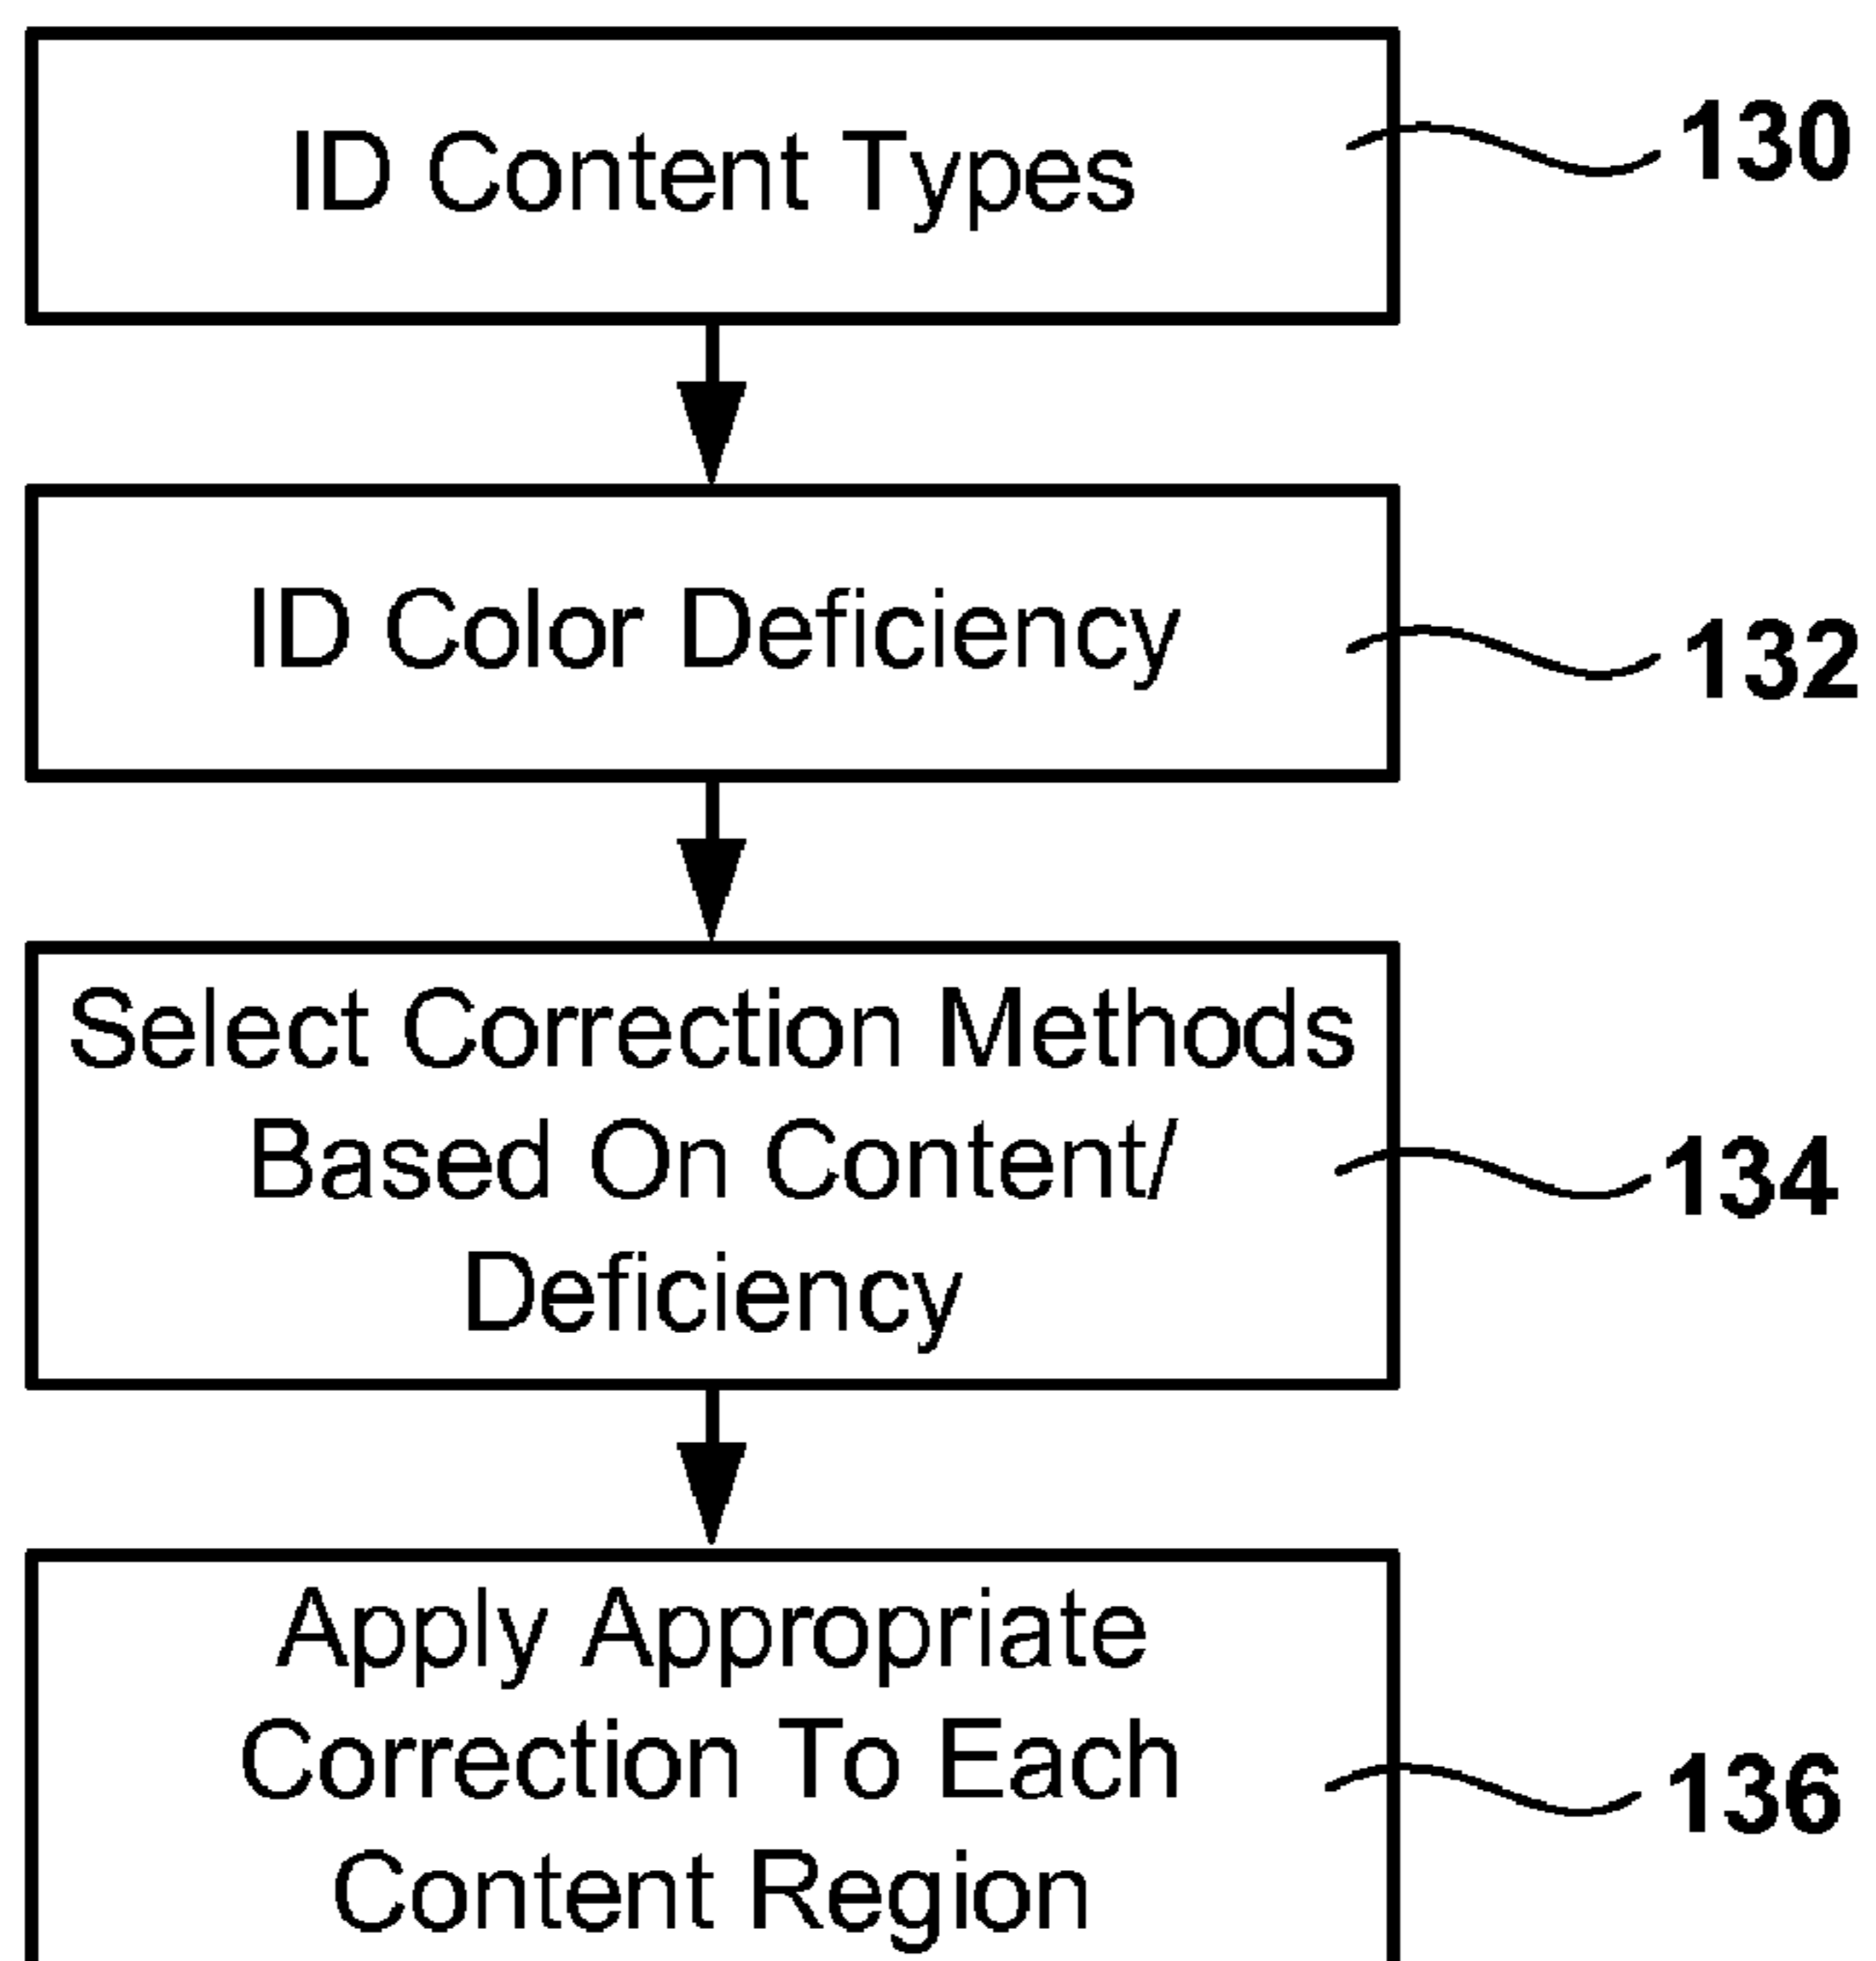 ID Content Types
130
ID Color Deficiency
132
Select Correction Methods
Based On Content/
Deficiency
134
Apply Appropriate
Correction To Each
Content Region
136